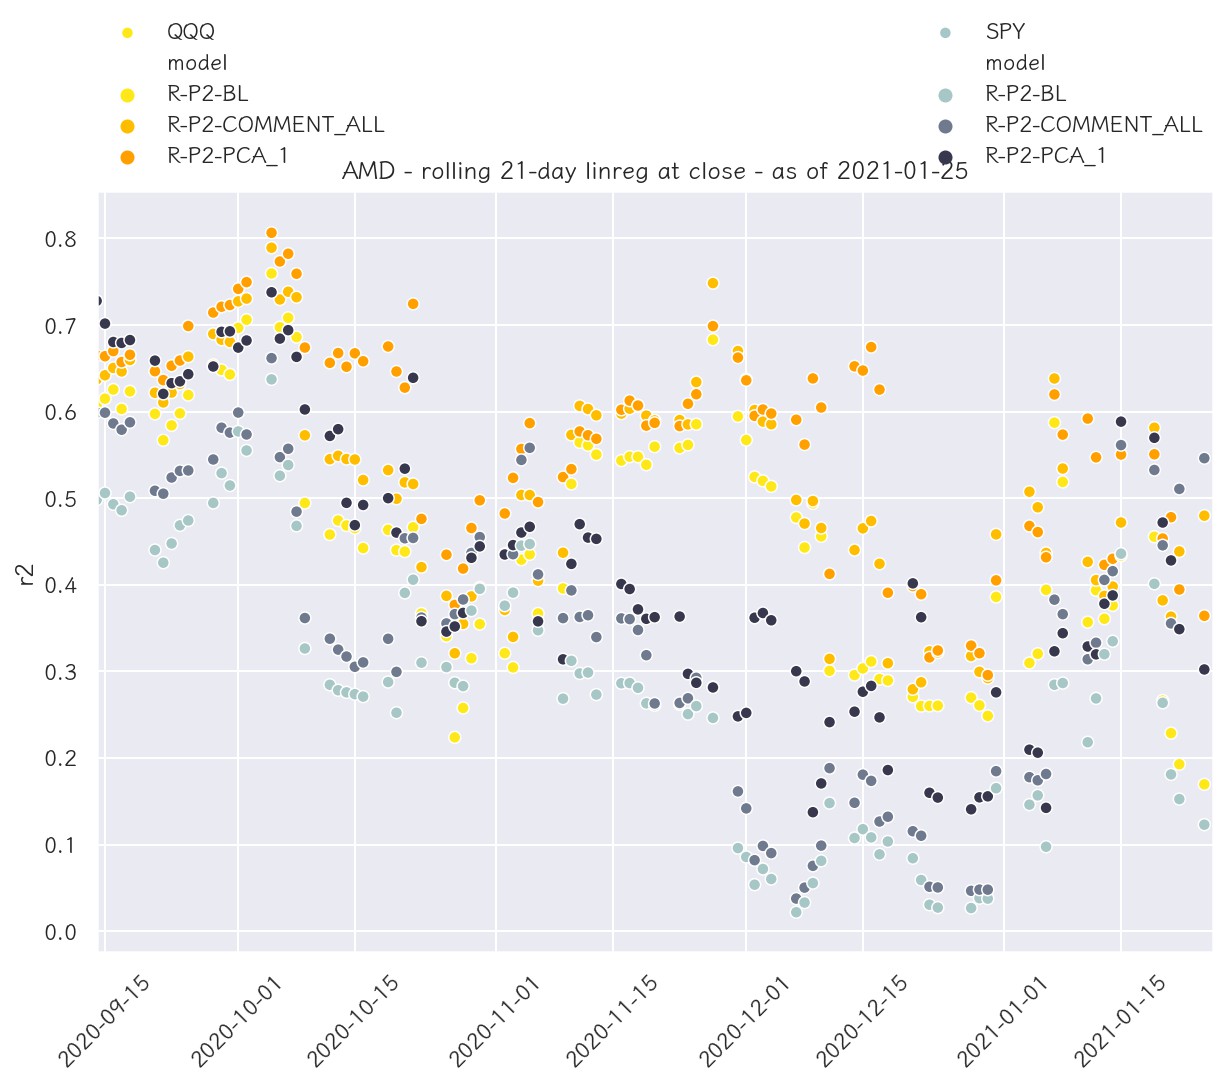 QQQ
model
R-P2-BL
R-P2-COMMENT_ALL
R-P2-PCA_1
SPY
model
R-P2-BL
R-P2-COMMENT_ALL
R-P2-PCA_1
AMD - rolling 21-day linreg at close - as of 2021-01-25
0.8
0.7
0.6
0.5
0.4
0.3
0.2
0.1
0.0
r2
2020-09-15
2020-10-01
2020-10-15
2020-11-01
2020-11-15
2020-12-01
2020-12-15
2021-01-01
2021-01-15